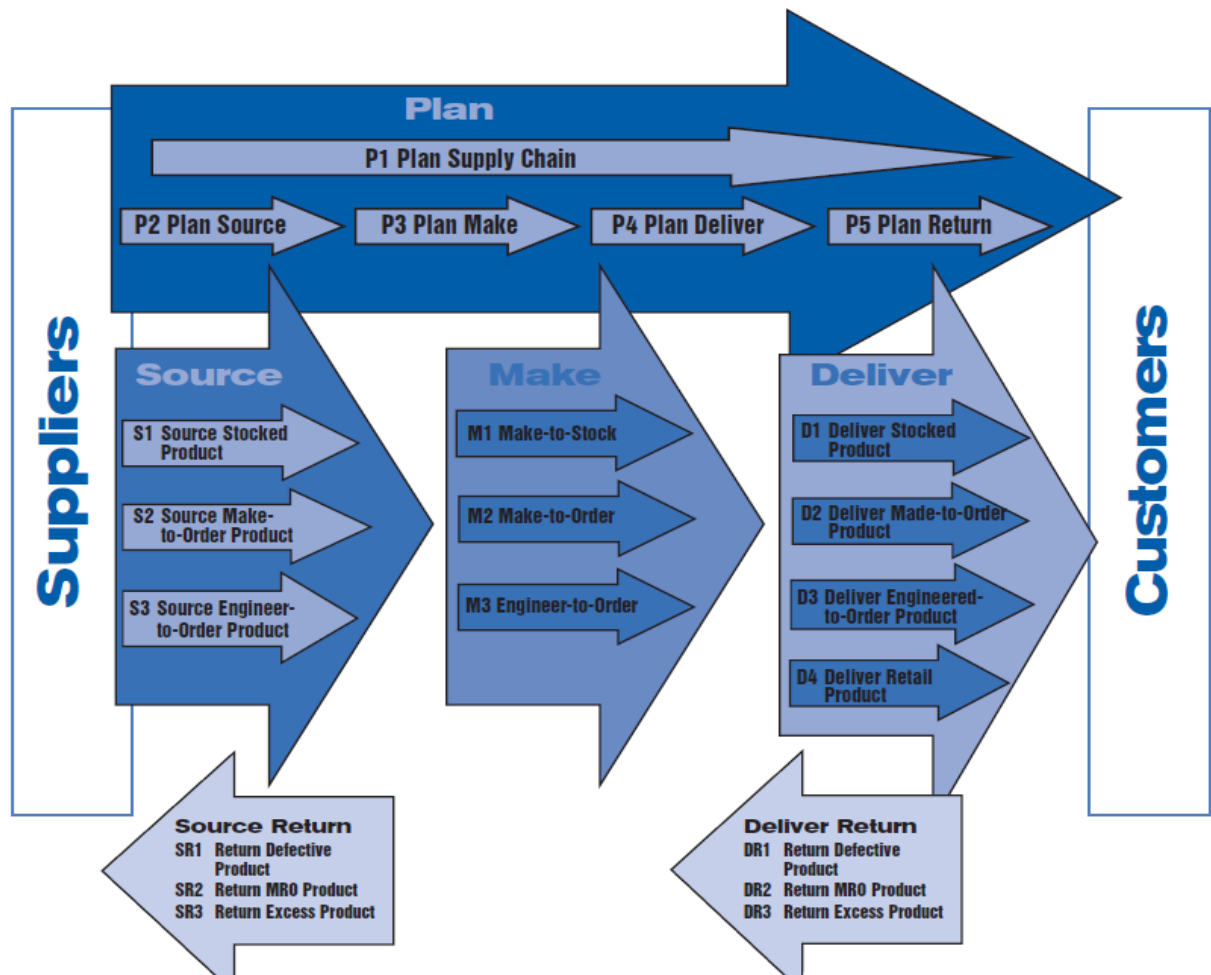 Plan
P1 Plan Supply Chain
P2 Plan Source
P3 Plan Make
P4 Plan Deliver
P5 Plan Return
Suppliers
Source
S1 Source Stocked
Product
S2 Source Make-
to-Order Product
S3 Source Engineer-
to-Order Product
Make
M1 Make-to-Stock
M2 Make-to-Order
M3 Engineer-to-Order
Deliver
D1 Deliver Stocked
Product
D2 Deliver Made-to-Order
Product
D3 Deliver Engineered-
to-Order Product
D4 Deliver Retail
Product
Customers
Source Return
SR1 Return Defective
Product
SR2 Return MRO Product
SR3 Return Excess Product
Deliver Return
DR1 Return Defective
Product
DR2 Return MRO Product
DR3 Return Excess Product